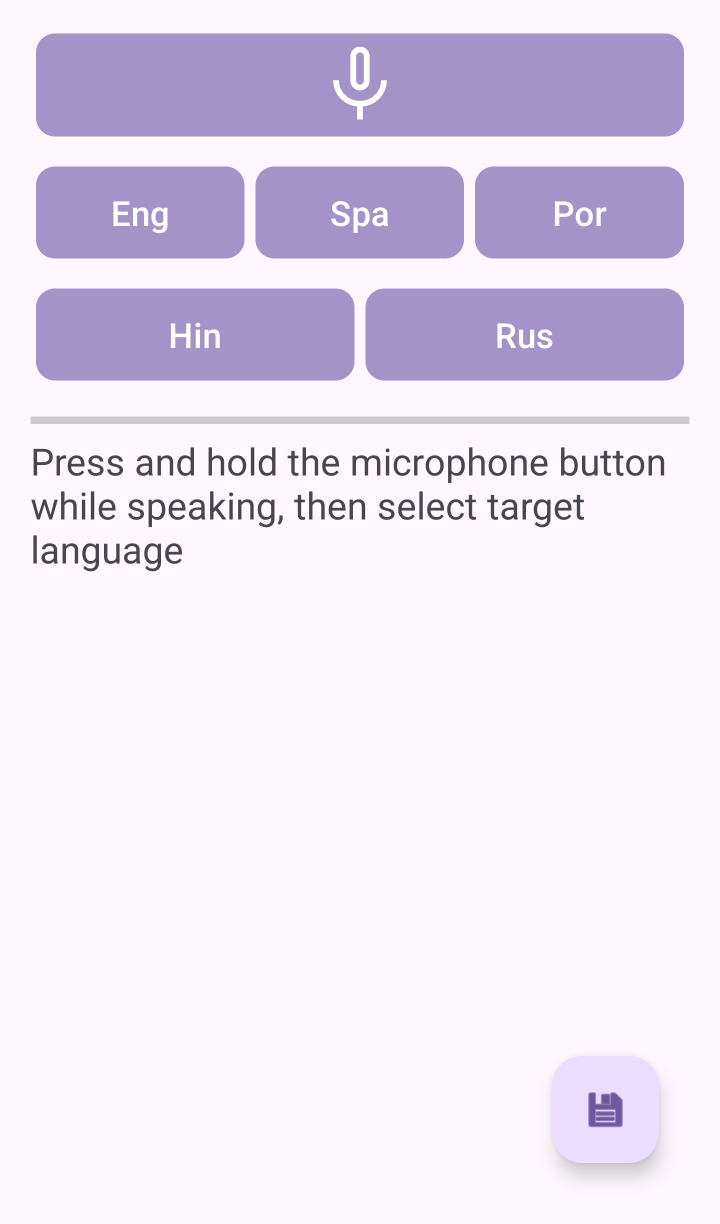 Eng Spa Por
Hin Rus
Press and hold the microphone button
while speaking, then select target
language